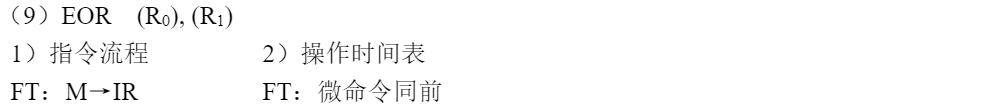 （9）EOR (R₀), (R₁)
1）指令流程 2）操作时间表
FT：M→IR FT：微命令同前